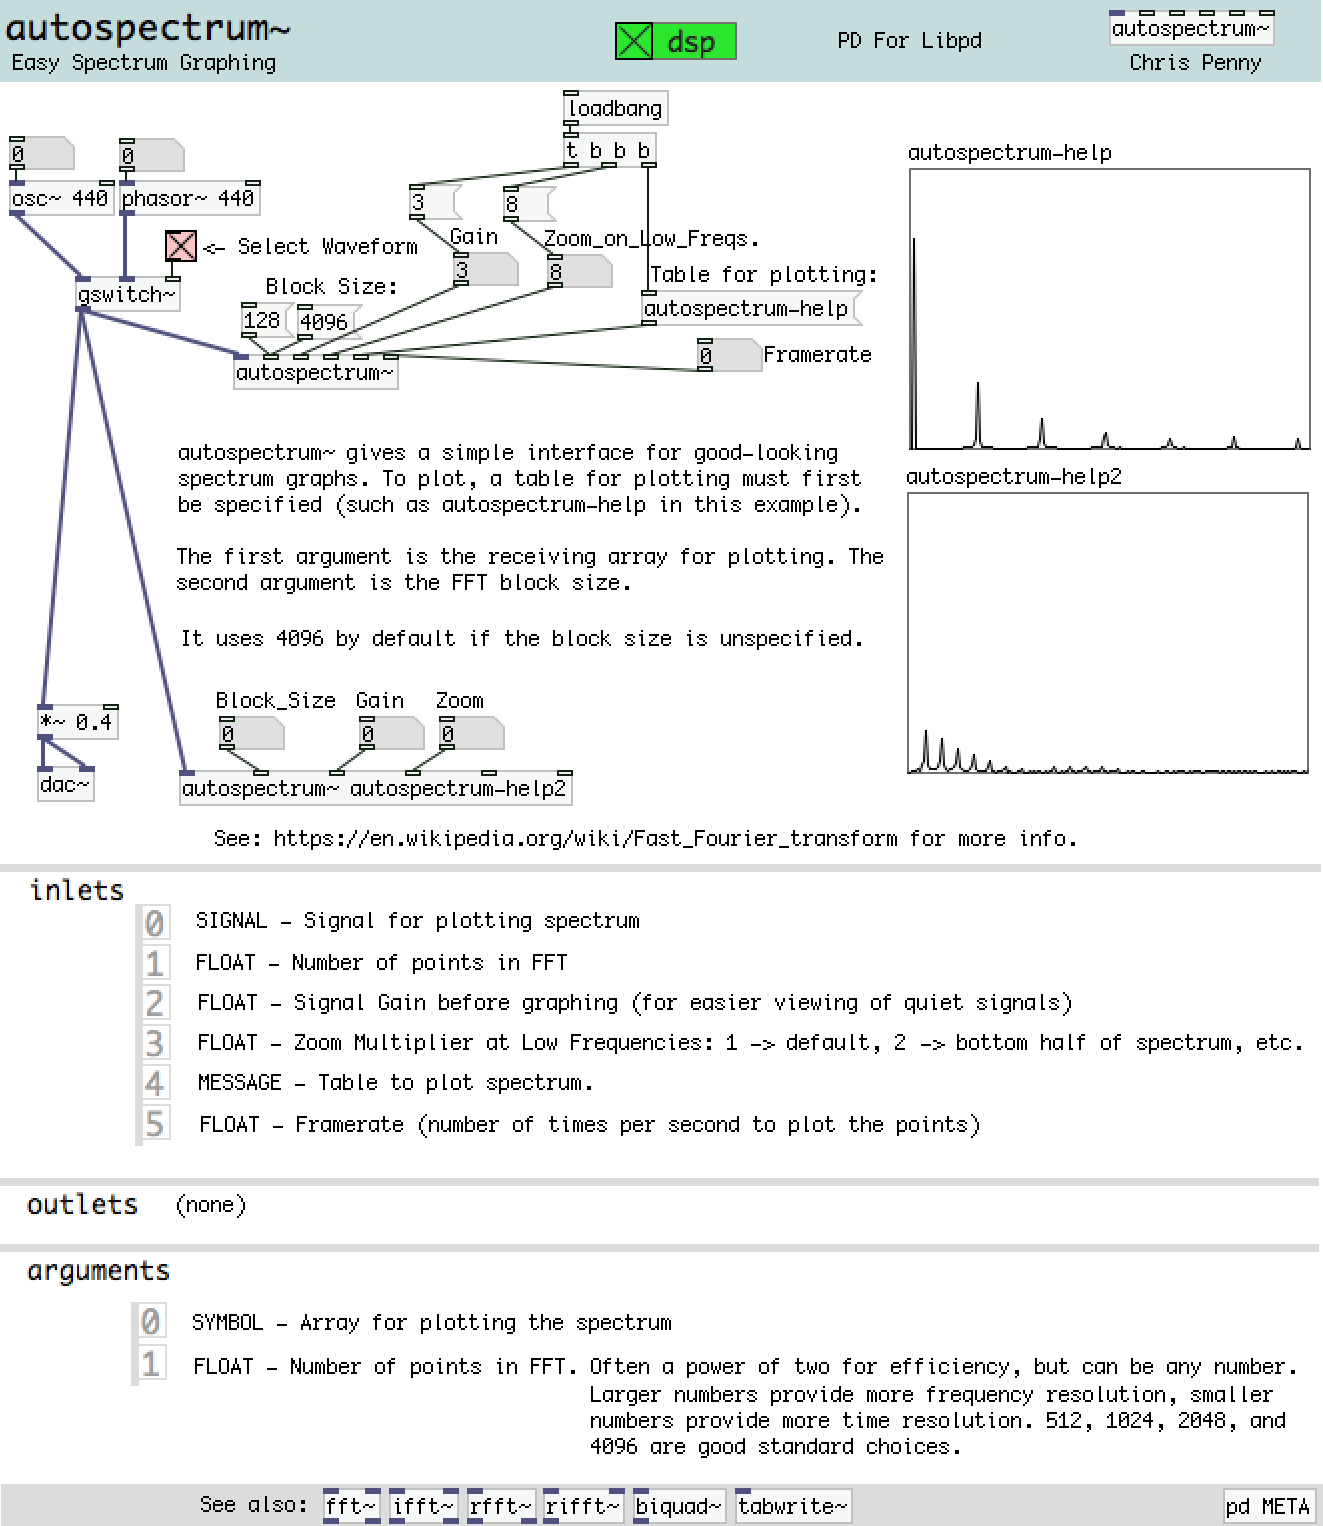 autospectrum~
Easy Spectrum Graphing
dsp
PD For Libpd
autospectrum~
Chris Penny
loadbang
t b b b
0
0
osc~ 440
phasor~ 440
3
8
<- Select Waveform
Gain
Zoom_on_Low_Freqs.
3
8
Table for plotting:
gswitch~
Block Size:
128
4096
autospectrum-help
0
Framerate
autospectrum~
autospectrum-help
autospectrum-help2
autospectrum~ gives a simple interface for good-looking
spectrum graphs. To plot, a table for plotting must first
be specified (such as autospectrum-help in this example).
The first argument is the receiving array for plotting. The
second argument is the FFT block size.
It uses 4096 by default if the block size is unspecified.
Block_Size
Gain
Zoom
0
0
0
*~ 0.4
dac~
autospectrum~ autospectrum-help2
See: https://en.wikipedia.org/wiki/Fast_Fourier_transform for more info.
inlets
0 SIGNAL - Signal for plotting spectrum
1 FLOAT - Number of points in FFT
2 FLOAT - Signal Gain before graphing (for easier viewing of quiet signals)
3 FLOAT - Zoom Multiplier at Low Frequencies: 1 -> default, 2 -> bottom half of spectrum, etc.
4 MESSAGE - Table to plot spectrum.
5 FLOAT - Framerate (number of times per second to plot the points)
outlets (none)
arguments
0 SYMBOL - Array for plotting the spectrum
1 FLOAT - Number of points in FFT. Often a power of two for efficiency, but can be any number.
Larger numbers provide more frequency resolution, smaller
numbers provide more time resolution. 512, 1024, 2048, and
4096 are good standard choices.
See also: fft~ ifft~ rfft~ rifft~ biquad~ tabwrite~ pd META